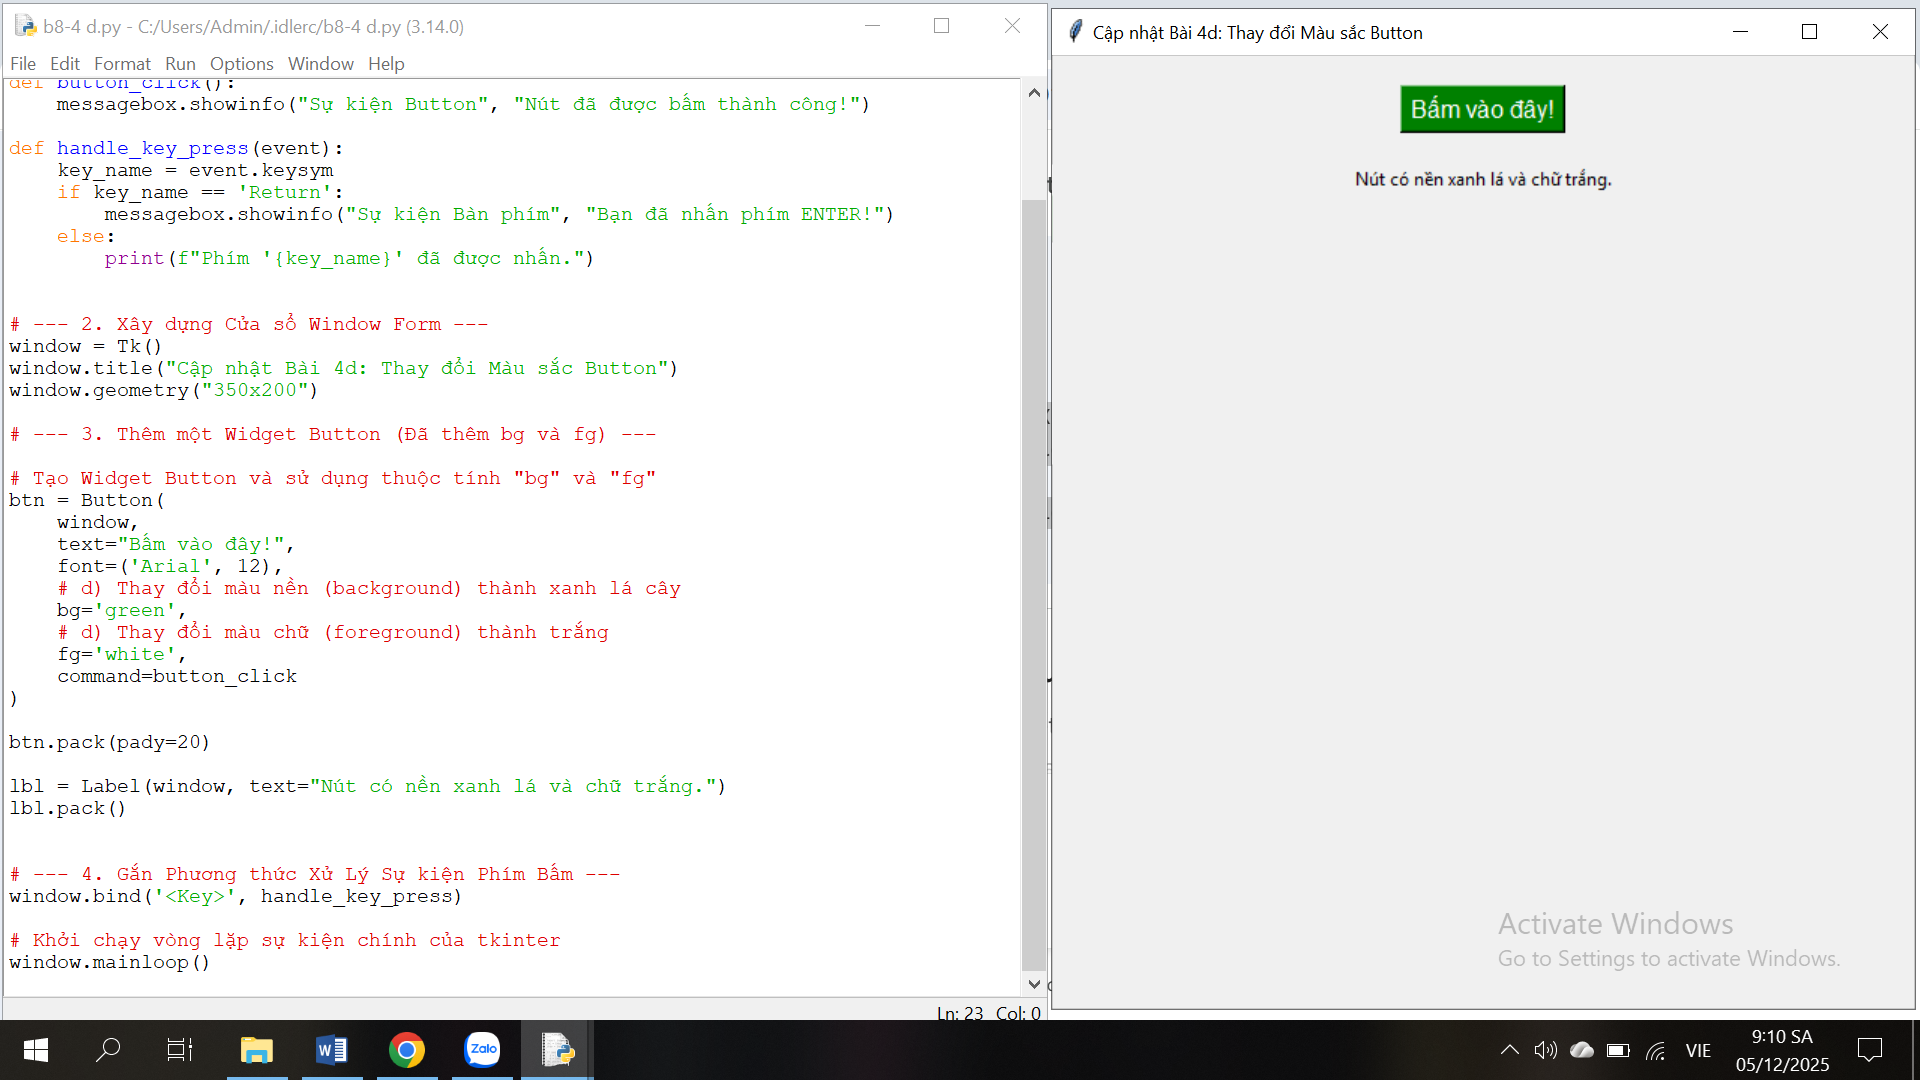 b8-4 d.py - C:/Users/Admin/.idlerc/b8-4 d.py (3.14.0)
File Edit Format Run Options Window Help
def button_click():
    messagebox.showinfo("Sự kiện Button", "Nút đã được bấm thành công!")
def handle_key_press(event):
    key_name = event.keysym
    if key_name == 'Return':
        messagebox.showinfo("Sự kiện Bàn phím", "Bạn đã nhấn phím ENTER!")
    else:
        print(f"Phím '{key_name}' đã được nhấn.")
# --- 2. Xây dựng Cửa sổ Window Form ---
window = Tk()
window.title("Cập nhật Bài 4d: Thay đổi Màu sắc Button")
window.geometry("350x200")
# --- 3. Thêm một Widget Button (Đã thêm bg và fg) ---
# Tạo Widget Button và sử dụng thuộc tính "bg" và "fg"
btn = Button(
    window,
    text="Bấm vào đây!",
    font=('Arial', 12),
    # d) Thay đổi màu nền (background) thành xanh lá cây
    bg='green',
    # d) Thay đổi màu chữ (foreground) thành trắng
    fg='white',
    command=button_click
)
btn.pack(pady=20)
lbl = Label(window, text="Nút có nền xanh lá và chữ trắng.")
lbl.pack()
# --- 4. Gắn Phương thức Xử Lý Sự kiện Phím Bấm ---
window.bind('<Key>', handle_key_press)
# Khởi chạy vòng lặp sự kiện chính của tkinter
window.mainloop()
Ln: 23 Col: 0
Cập nhật Bài 4d: Thay đổi Màu sắc Button
Bấm vào đây!
Nút có nền xanh lá và chữ trắng.
Activate Windows
Go to Settings to activate Windows.
Zalo
VIE
9:10 SA
05/12/2025